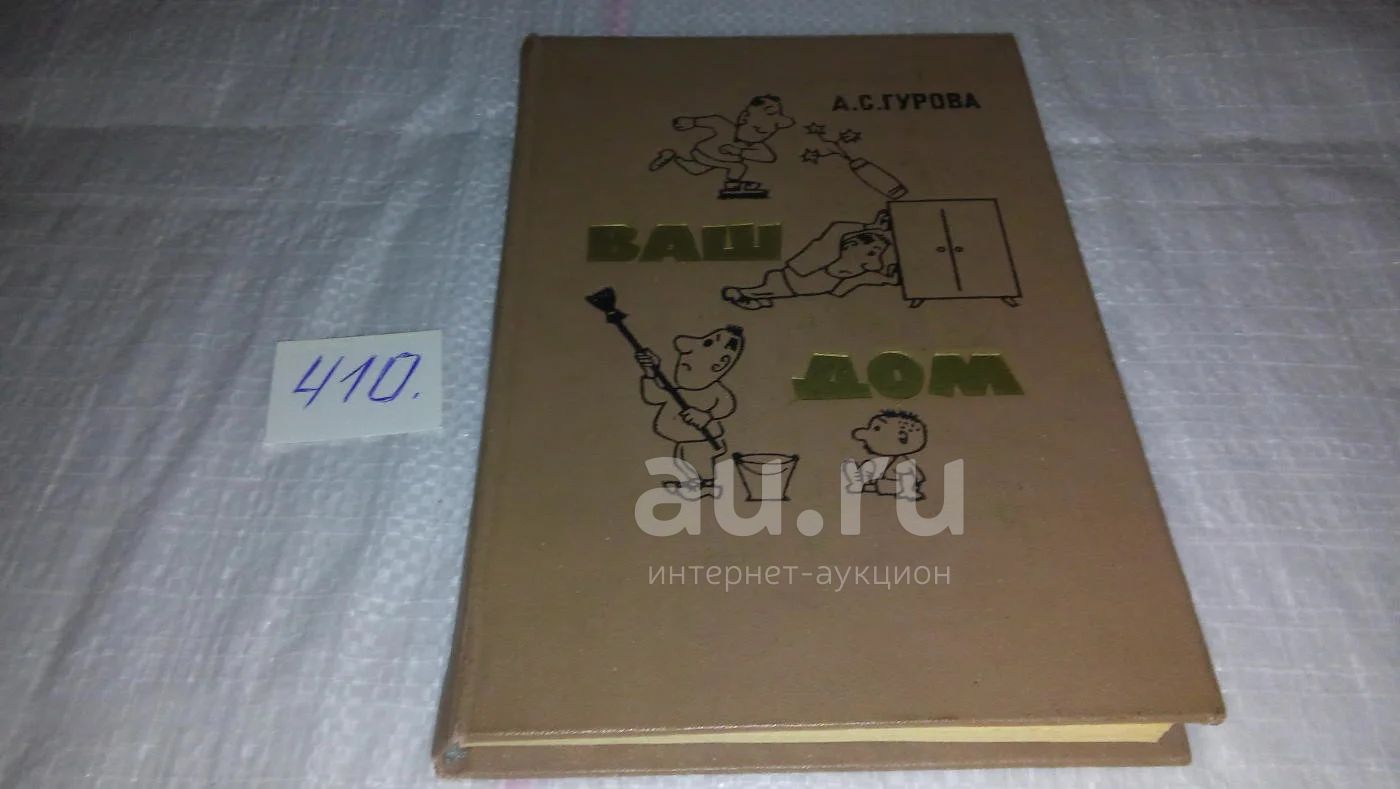 А.С.ГУРОВА
ВАШ
ДОМ
410.
au.ru
интернет-аукцион